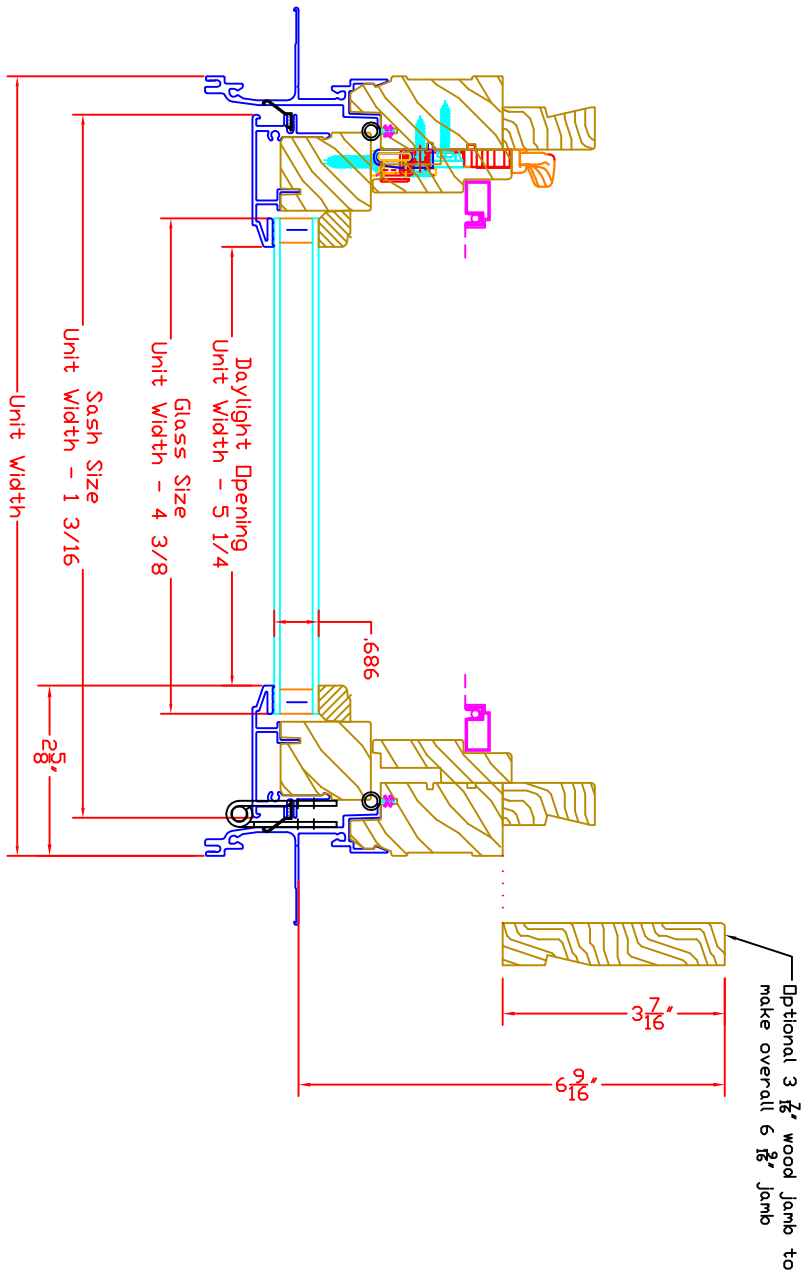 Optional 3 7/16" wood jamb to
make overall 6 9/16" jamb
Daylight Opening
Unit Width - 5 1/4
Glass Size
Unit Width - 4 3/8
Sash Size
Unit Width - 1 3/16
Unit Width
.686
2 5/8"
3 7/16"
6 9/16"